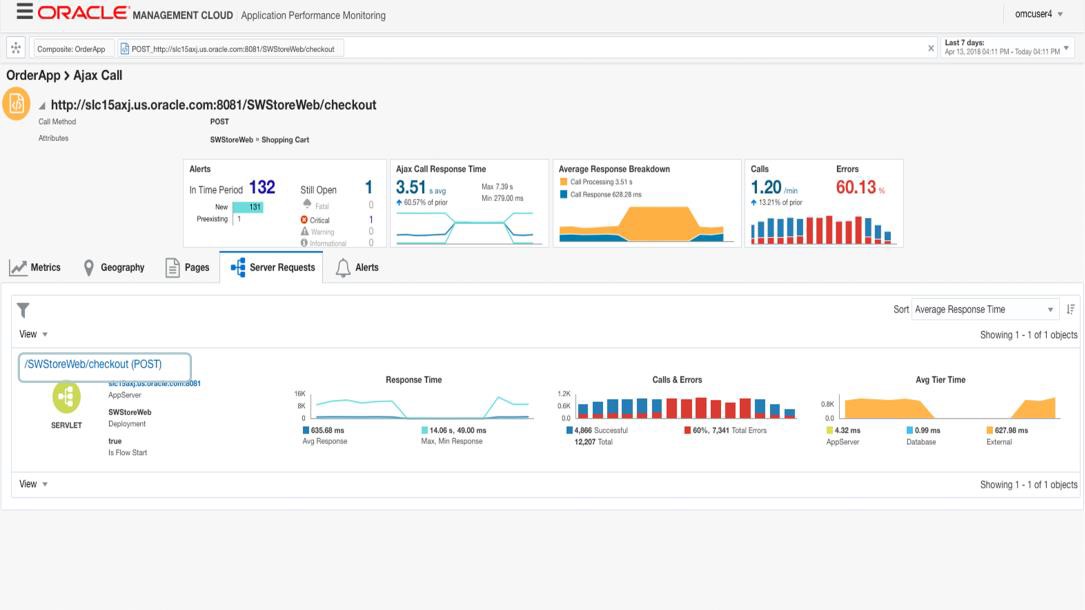 ORACLE MANAGEMENT CLOUD | Application Performance Monitoring
omcuser4
Composite: OrderApp
POST_http://slc15axj.us.oracle.com:8081/SWStoreWeb/checkout
X
Last 7 days:
Apr 13, 2018 04:11 PM - Today 04:11 PM
OrderApp > Ajax Call
http://slc15axj.us.oracle.com:8081/SWStoreWeb/checkout
Call Method POST
Attributes SWStoreWeb » Shopping Cart
Alerts
In Time Period 132
New 131
Preexisting 1
Still Open 1
Fatal 0
Critical 1
Warning 0
Informational 0
Ajax Call Response Time
3.51 s avg
60.57% of prior
Max 7.39 s
Min 279.00 ms
Average Response Breakdown
Call Processing 3.51 s
Call Response 628.28 ms
Calls
1.20 /min
13.21% of prior
Errors
60.13 %
Metrics
Geography
Pages
Server Requests
Alerts
Sort Average Response Time
View
Showing 1 - 1 of 1 objects
/SWStoreWeb/checkout (POST)
SERVLET
slc15axj.us.oracle.com:8081
AppServer
SWStoreWeb
Deployment
true
Is Flow Start
Response Time
16K
8K
0
635.68 ms
Avg Response
14.06 s, 49.00 ms
Max, Min Response
Calls & Errors
1.2K
0.6K
0.0
4,866 Successful
12,207 Total
60%, 7,341 Total Errors
Avg Tier Time
0.8K
0.0
4.32 ms
AppServer
0.99 ms
Database
627.98 ms
External
View
Showing 1 - 1 of 1 objects